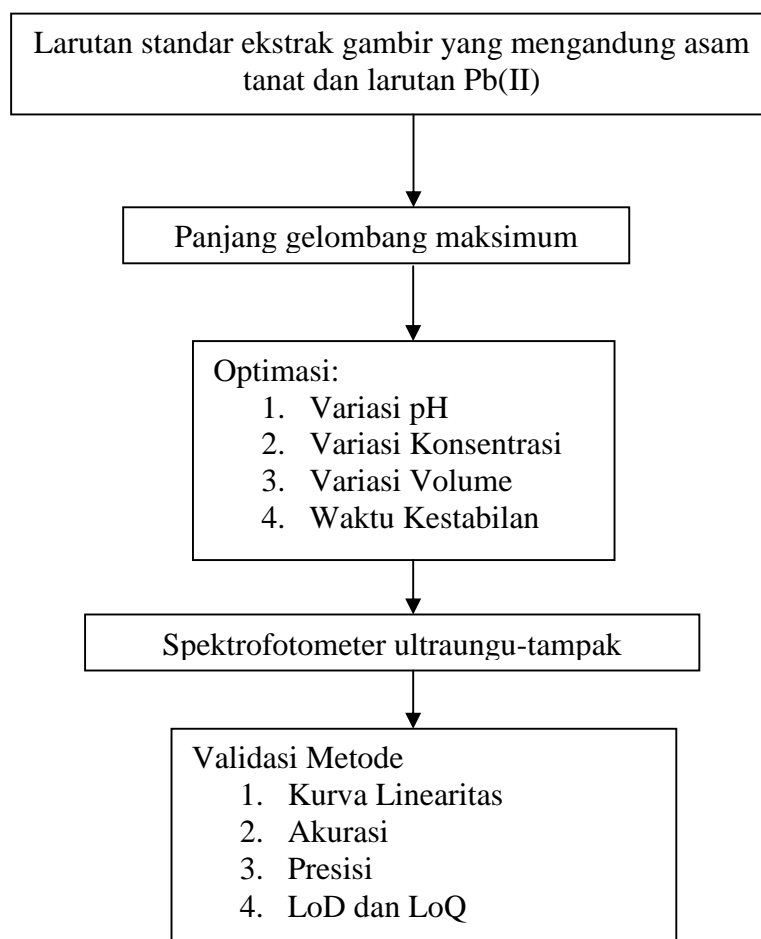 Larutan standar ekstrak gambir yang mengandung asam
tanat dan larutan Pb(II)
Panjang gelombang maksimum
Optimasi:
1. Variasi pH
2. Variasi Konsentrasi
3. Variasi Volume
4. Waktu Kestabilan
Spektrofotometer ultraungu-tampak
Validasi Metode
1. Kurva Linearitas
2. Akurasi
3. Presisi
4. LoD dan LoQ